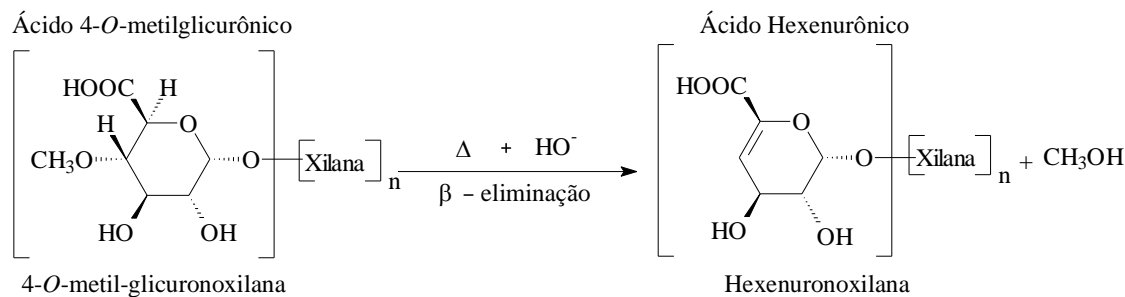 Ácido 4-O-metilglicurônico
Ácido Hexenurônico
HOOC
H
H
O
CH₃O
O
Xilana
n
HO
OH
Δ + HO⁻
β – eliminação
HOOC
O
O
Xilana
n
+ CH₃OH
HO
OH
4-O-metil-glicuronoxilana
Hexenuronoxilana